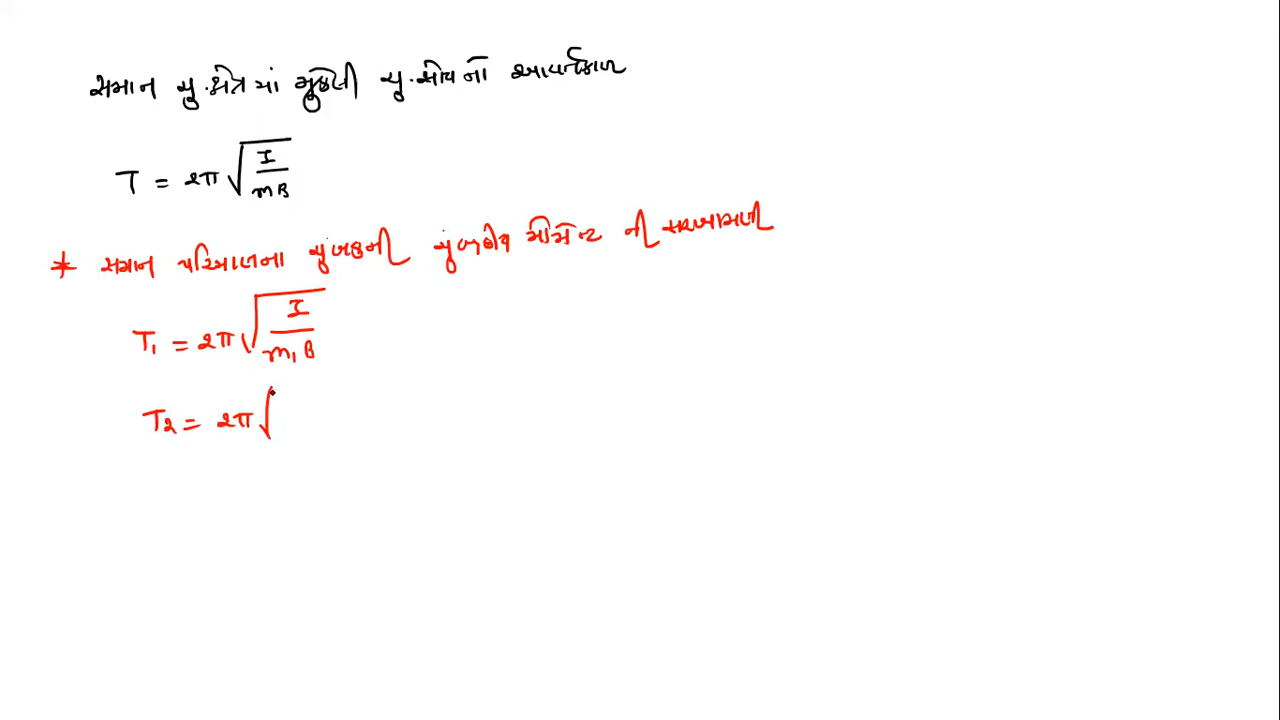 સમાન ચુ.ક્ષેત્રમાં મુકેલી ચુ.સોયનો આવર્તકાળ
T = 2π √(I/mB)
* સમાન પરિમાણના ચુંબકની ચુંબકીય મોમેન્ટ ની સરખામણી
T₁ = 2π √(I/m₁B)
T₂ = 2π √